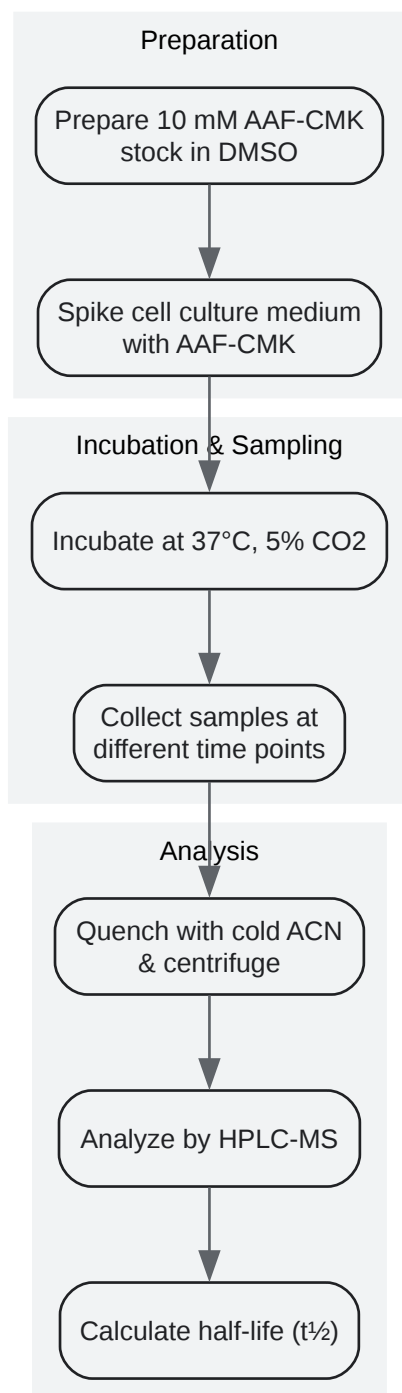 Preparation
Prepare 10 mM AAF-CMK
stock in DMSO
Spike cell culture medium
with AAF-CMK
Incubation & Sampling
Incubate at 37°C, 5% CO2
Collect samples at
different time points
Analysis
Quench with cold ACN
& centrifuge
Analyze by HPLC-MS
Calculate half-life (t½)